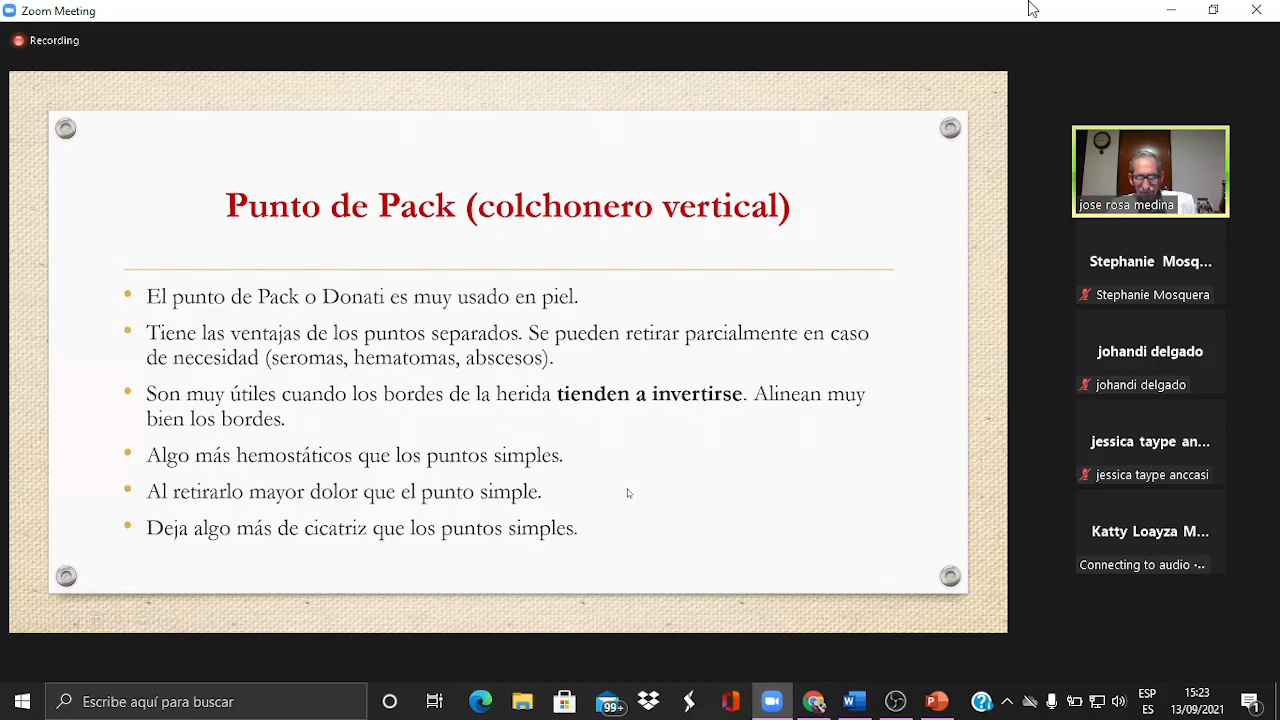 Zoom Meeting
Recording
Punto de Pack (colchonero vertical)
El punto de Pack o Donati es muy usado en piel.
Tiene las ventajas de los puntos separados. Se pueden retirar parcialmente en caso
de necesidad (seromas, hematomas, abscesos).
Son muy útiles cuando los bordes de la herida tienden a invertirse. Alinean muy
bien los bordes.
Algo más hemostáticos que los puntos simples.
Al retirarlo mayor dolor que el punto simple.
Deja algo más de cicatriz que los puntos simples.
jose rosa medina
Stephanie Mosq...
Stephanie Mosquera
johandi delgado
johandi delgado
jessica taype an...
jessica taype anccasi
Katty Loayza M...
Connecting to audio ·..
Escribe aquí para buscar
99+
ESP
ES
15:23
13/09/2021
1